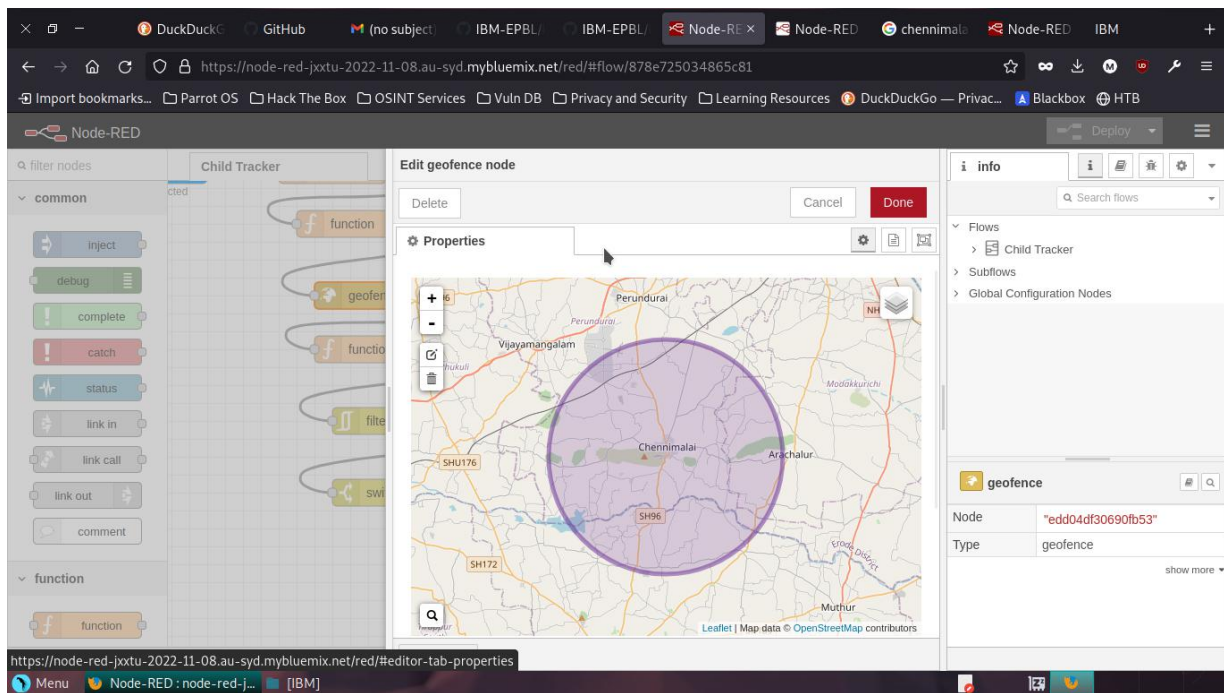 DuckDuckG
GitHub
M (no subject)
IBM-EPBL/
IBM-EPBL/
Node-RE ×
Node-RED
chennimala
Node-RED
IBM
+
https://node-red-jxxtu-2022-11-08.au-syd.mybluemix.net/red/#flow/878e725034865c81
Import bookmarks... Parrot OS Hack The Box OSINT Services Vuln DB Privacy and Security Learning Resources DuckDuckGo — Privac... Blackbox HTB
Node-RED
Deploy
filter nodes
common
inject
debug
complete
catch
status
link in
link call
link out
comment
function
function
Child Tracker
cted
function
geofen
functio
filte
swi
Edit geofence node
Delete
Cancel
Done
Properties
+
-
Perundurai
Perundurai
NH
Vijayamangalam
Modakkurichi
Chennimalai
Arachalur
SHU176
SH96
SH172
Erode District
Muthur
Leaflet | Map data © OpenStreetMap contributors
i info
i
Search flows
Flows
Child Tracker
Subflows
Global Configuration Nodes
geofence
Node "edd04df30690fb53"
Type geofence
show more
https://node-red-jxxtu-2022-11-08.au-syd.mybluemix.net/red/#editor-tab-properties
Menu
Node-RED : node-red-j...
[IBM]